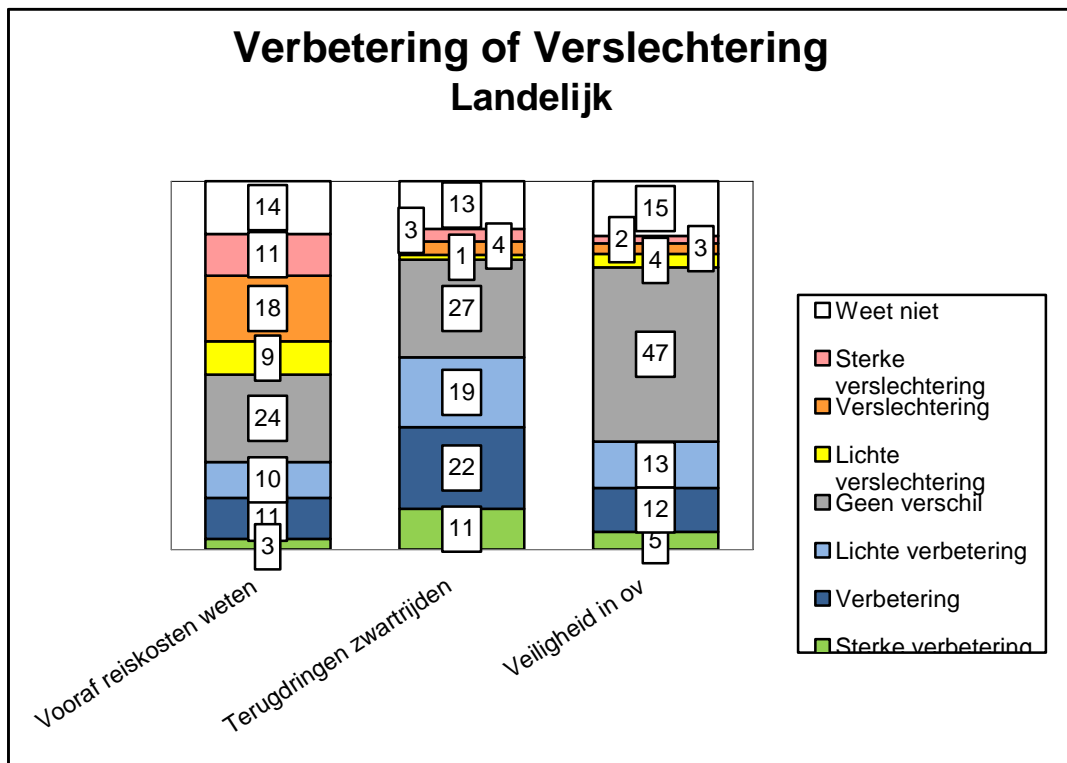 Verbetering of Verslechtering
Landelijk
14
11
18
9
24
10
11
3
13
3
4
1
27
19
22
11
15
2
3
4
47
13
12
5
Vooraf reiskosten weten
Terugdringen zwartrijden
Veiligheid in ov
Weet niet
Sterke
verslechtering
Verslechtering
Lichte
verslechtering
Geen verschil
Lichte verbetering
Verbetering
Sterke verbetering